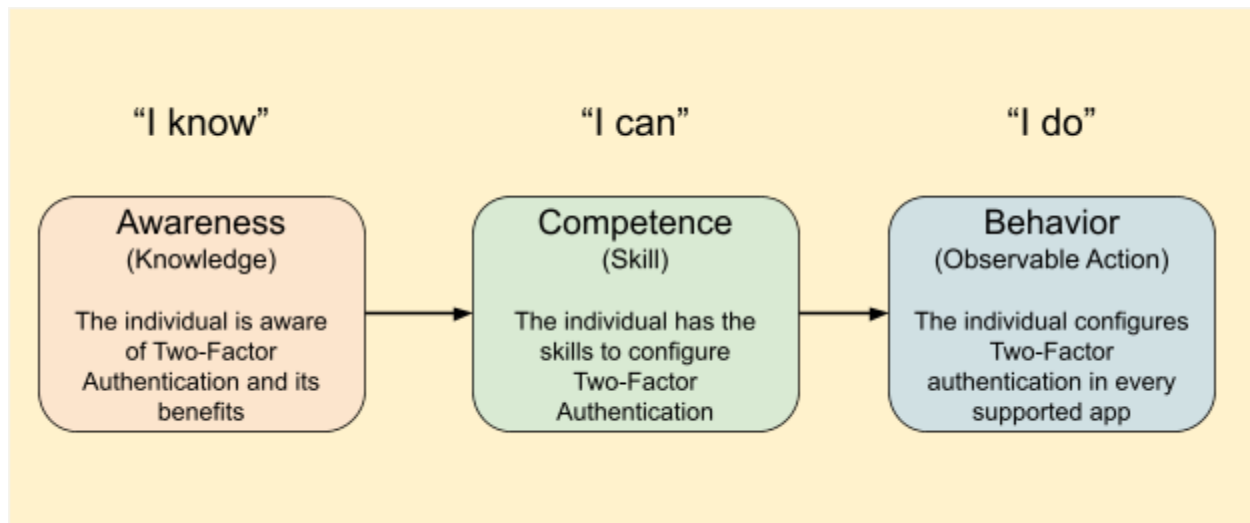 “I know”
“I can”
“I do”
Awareness
(Knowledge)
The individual is aware
of Two-Factor
Authentication and its
benefits
Competence
(Skill)
The individual has the
skills to configure
Two-Factor
Authentication
Behavior
(Observable Action)
The individual configures
Two-Factor
authentication in every
supported app